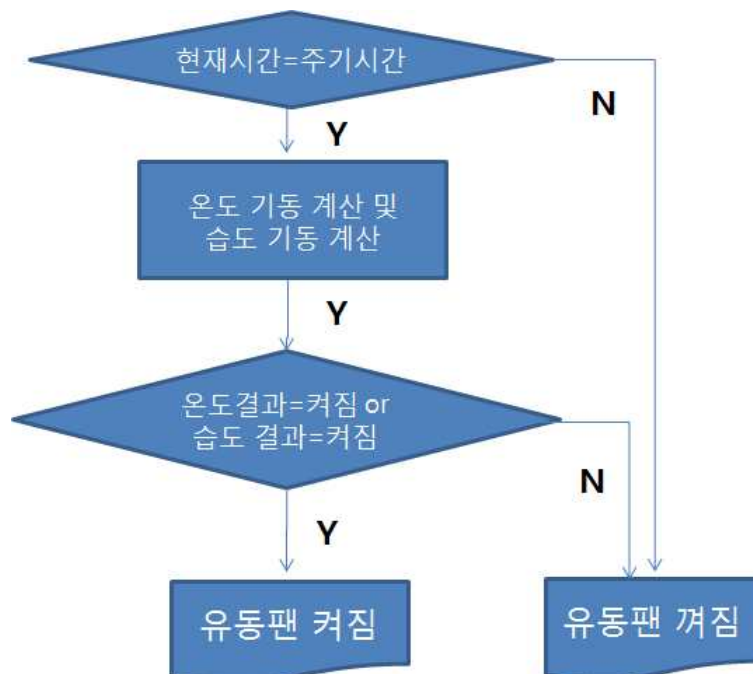 현재시간=주기시간
N
Y
온도 기동 계산 및
습도 기동 계산
Y
온도결과=켜짐 or
습도 결과=켜짐
N
Y
유동팬 켜짐
유동팬 꺼짐